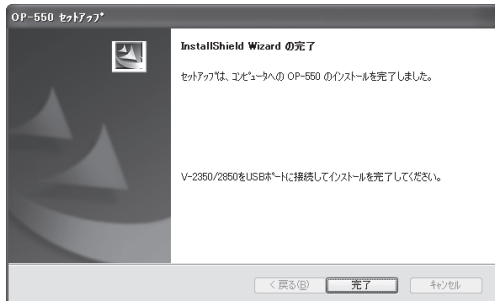 OP-550 ｾｯﾄｱｯﾌﾟ
InstallShield Wizard の完了
ｾｯﾄｱｯﾌﾟは、ｺﾝﾋﾟｭｰﾀへの OP-550 のｲﾝｽﾄｰﾙを完了しました。
V-2350/2850をUSBﾎﾟｰﾄに接続してｲﾝｽﾄｰﾙを完了してください。
< 戻る(B)
完了
ｷｬﾝｾﾙ